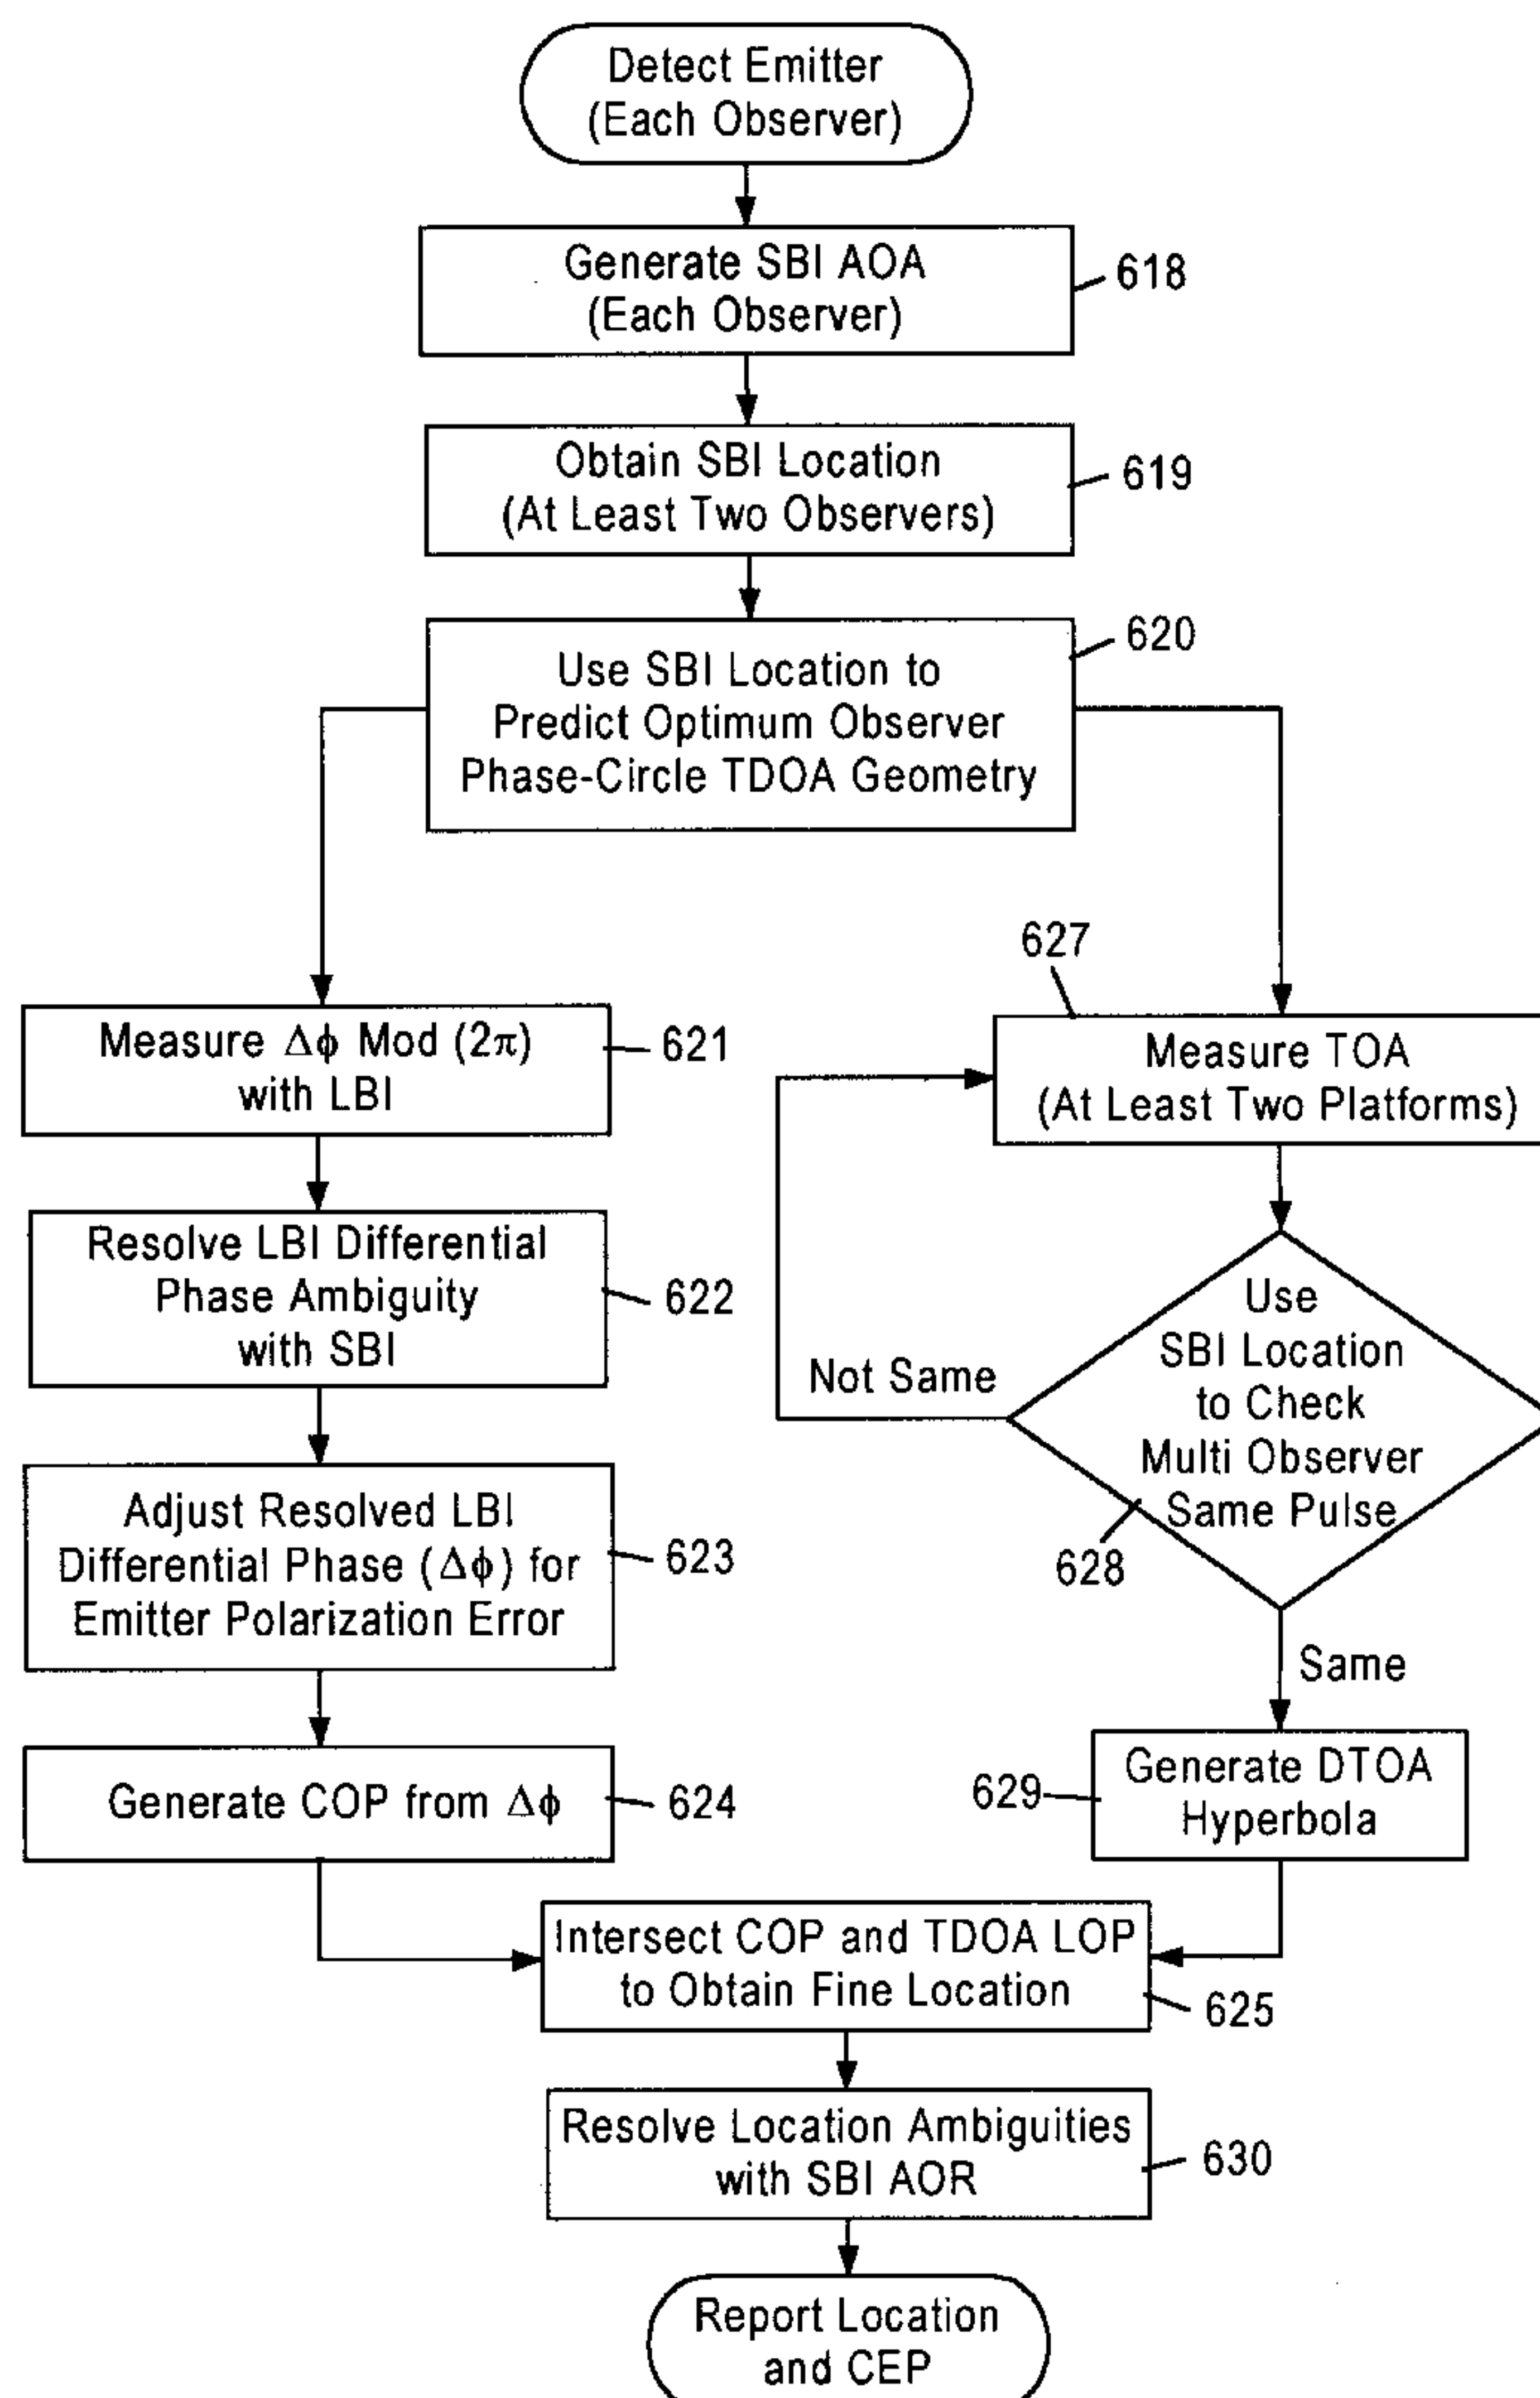 Detect Emitter
(Each Observer)
Generate SBI AOA
(Each Observer)
618
Obtain SBI Location
(At Least Two Observers)
619
620
Use SBI Location to
Predict Optimum Observer
Phase-Circle TDOA Geometry
Measure Δϕ Mod (2π)
with LBI
621
Resolve LBI Differential
Phase Ambiguity
with SBI
622
Adjust Resolved LBI
Differential Phase (Δϕ) for
Emitter Polarization Error
623
Generate COP from Δϕ
624
627
Measure TOA
(At Least Two Platforms)
Use
SBI Location
to Check
Multi Observer
Same Pulse
628
Not Same
Same
Generate DTOA
Hyperbola
629
Intersect COP and TDOA LOP
to Obtain Fine Location
625
Resolve Location Ambiguities
with SBI AOR
630
Report Location
and CEP